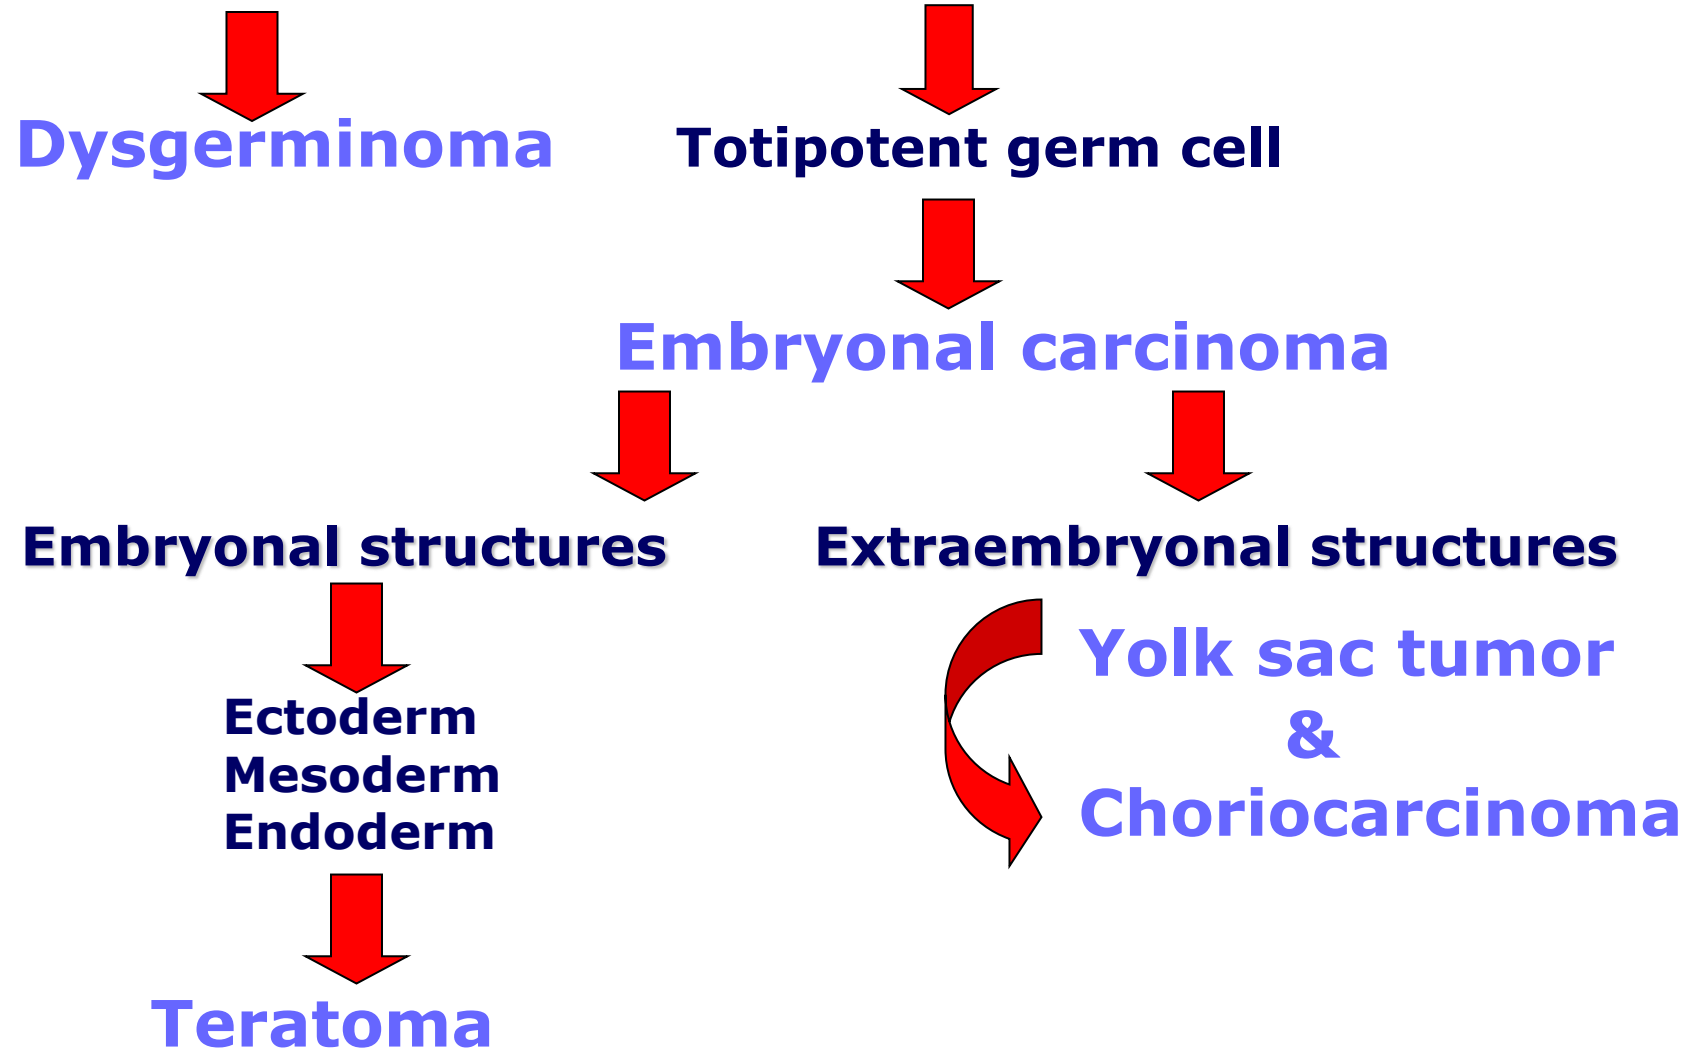 Dysgerminoma
Totipotent germ cell
Embryonal carcinoma
Embryonal structures
Extraembryonal structures
Ectoderm
Mesoderm
Endoderm
Yolk sac tumor
&
Choriocarcinoma
Teratoma